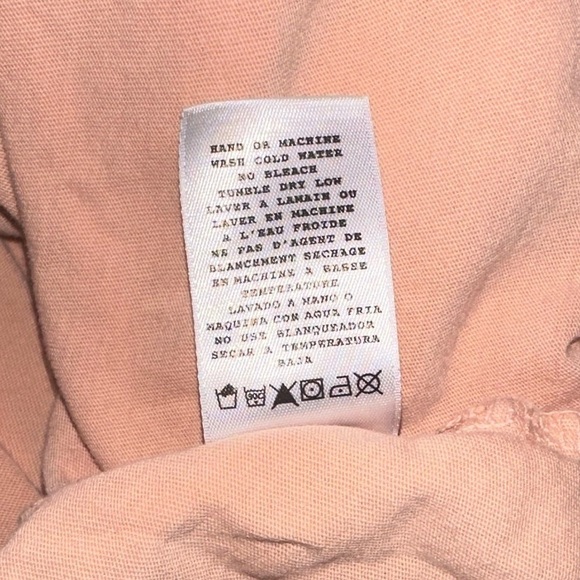 HAND OR MACHINE
WASH COLD WATER
NO BLEACH
TUMBLE DRY LOW
LAVER A LAMAIN OU
LAVER EN MACHINE
A L'EAU FROIDE
NE PAS D'AGENT DE
BLANCHMENT SECHAGE
EN MACHINE A BASSE
TEMPERAATURE
LAVADO A MANO O
MAQUINA CON AGUA FRIA
NO USE BLANQUEADOR
SECAR A TEMPERATURA
BAJA
30C